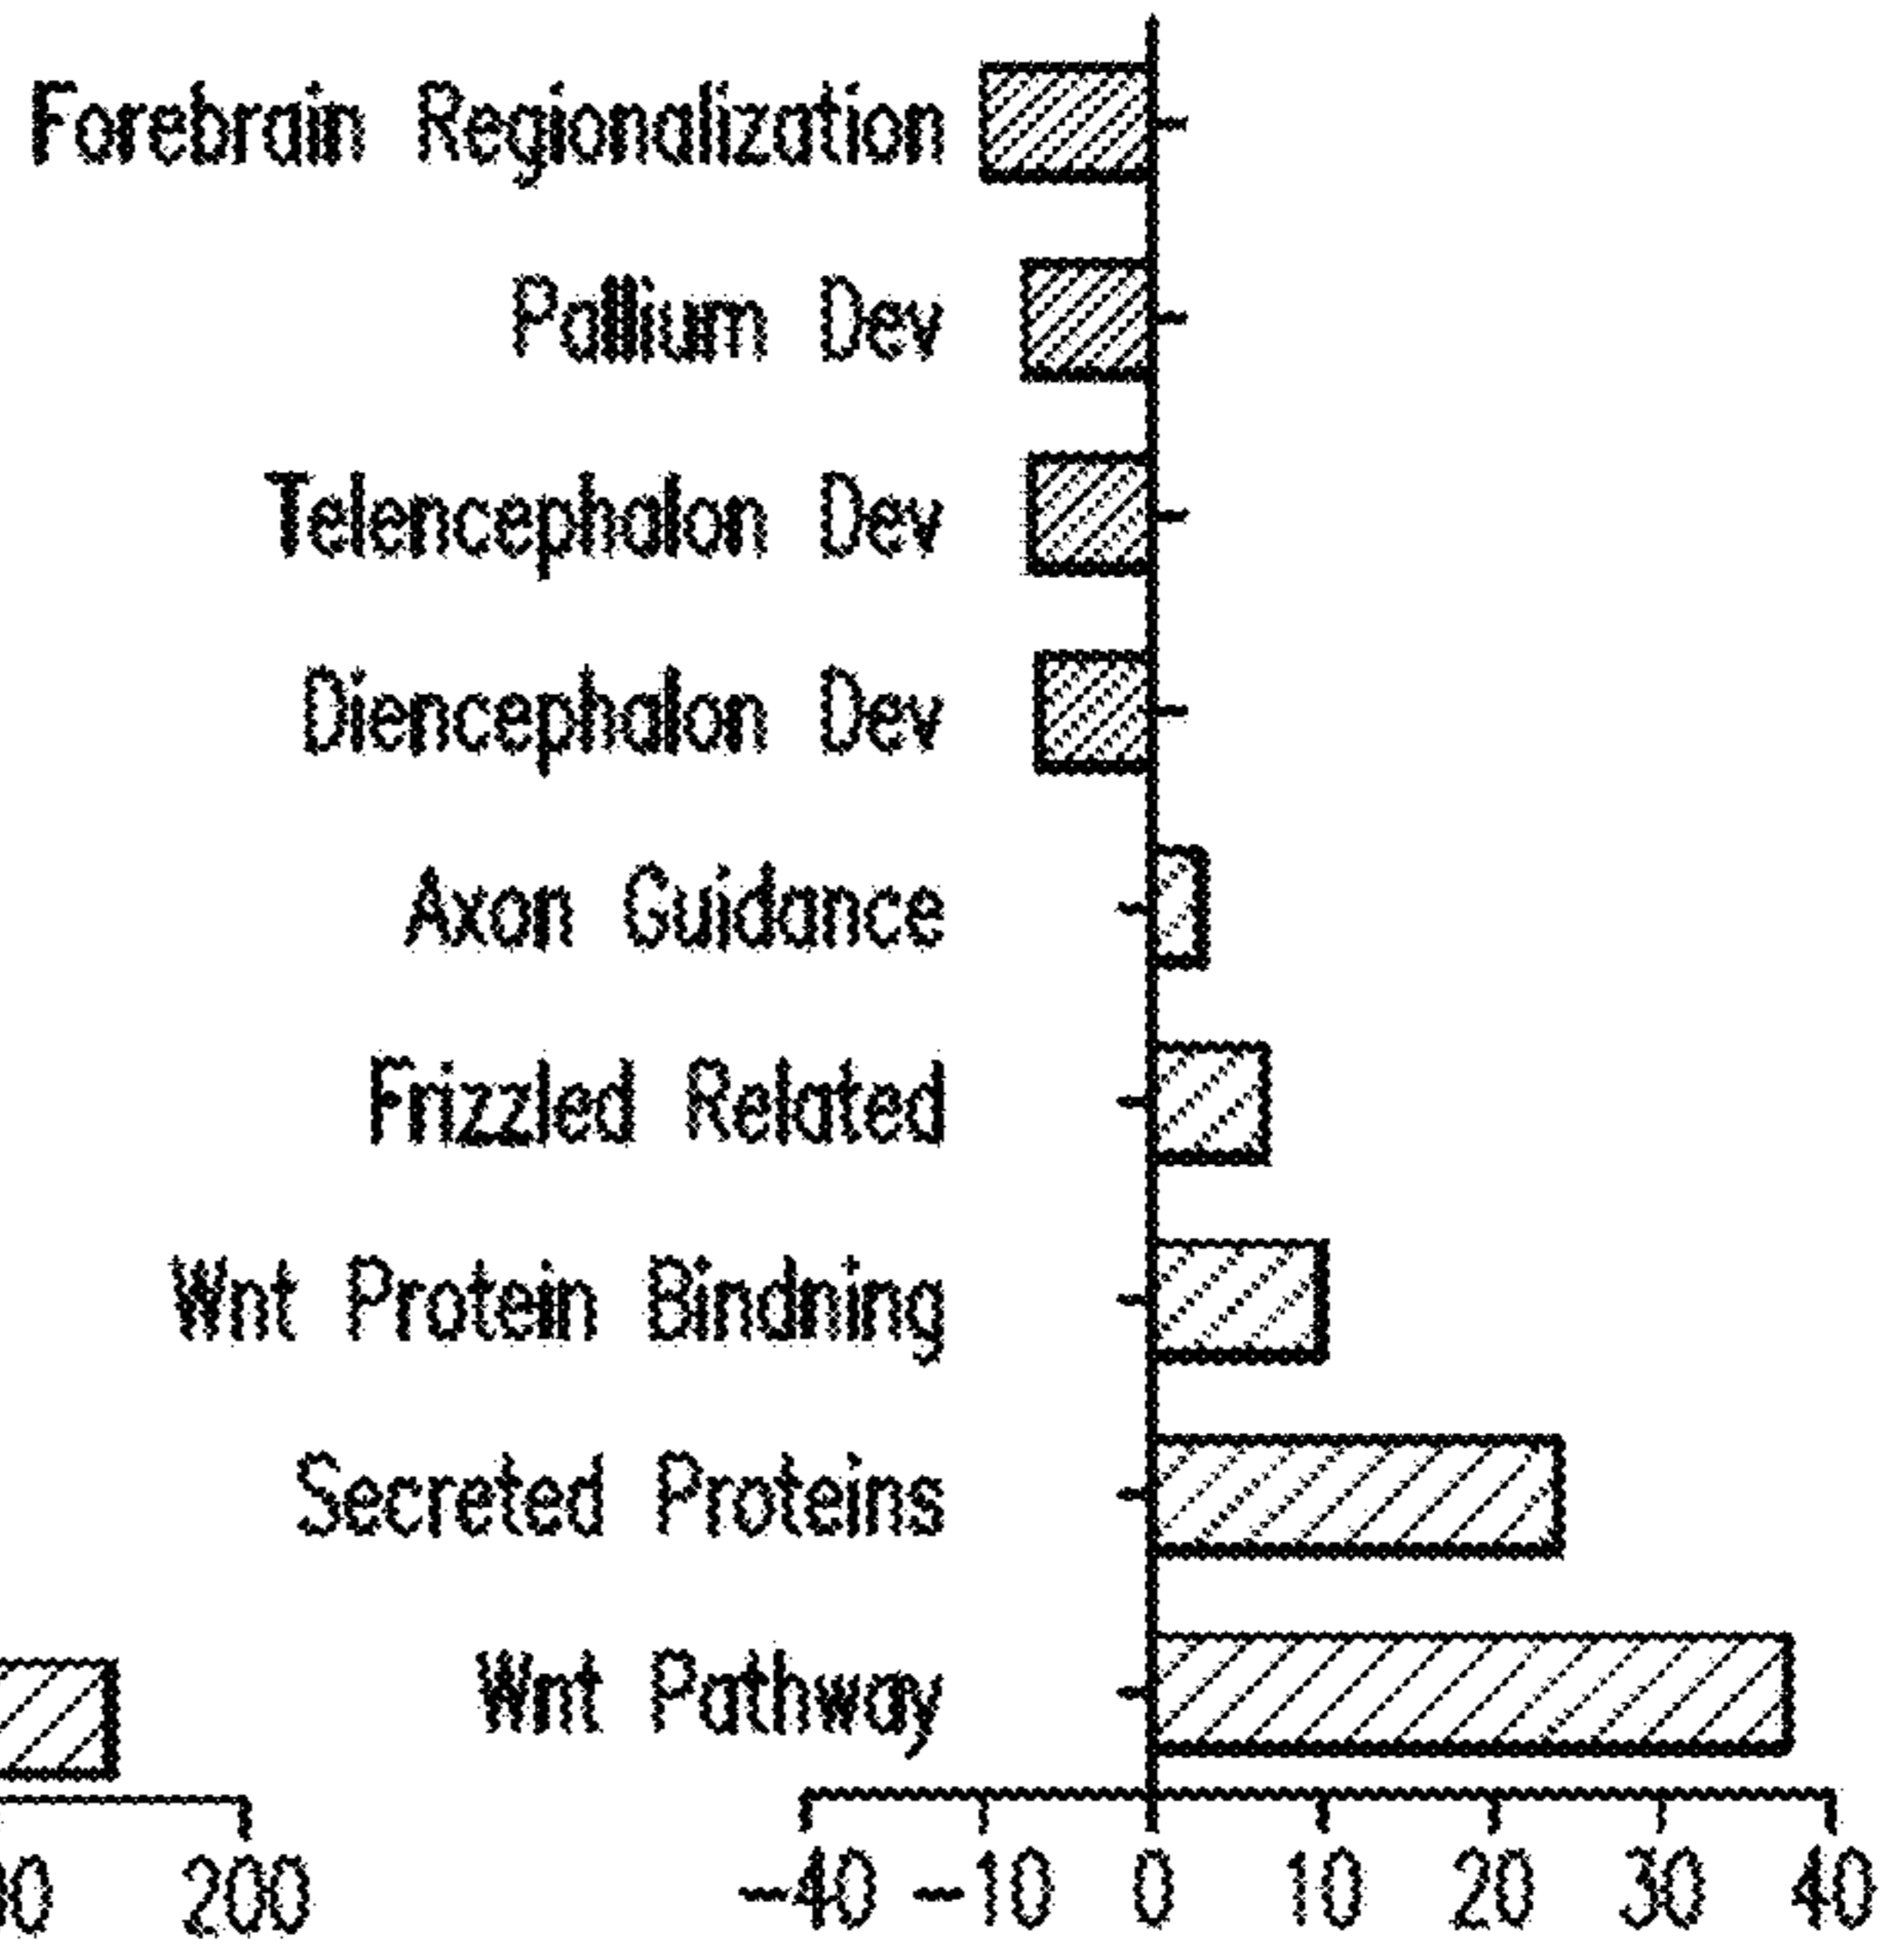 Forebrain Regionalization
Pallium Dev
Telencephalon Dev
Diencephalon Dev
Axon Guidance
Frizzled Related
Wnt Protein Bindning
Secreted Proteins
Wnt Pathway
200
-40 -10 0 10 20 30 40